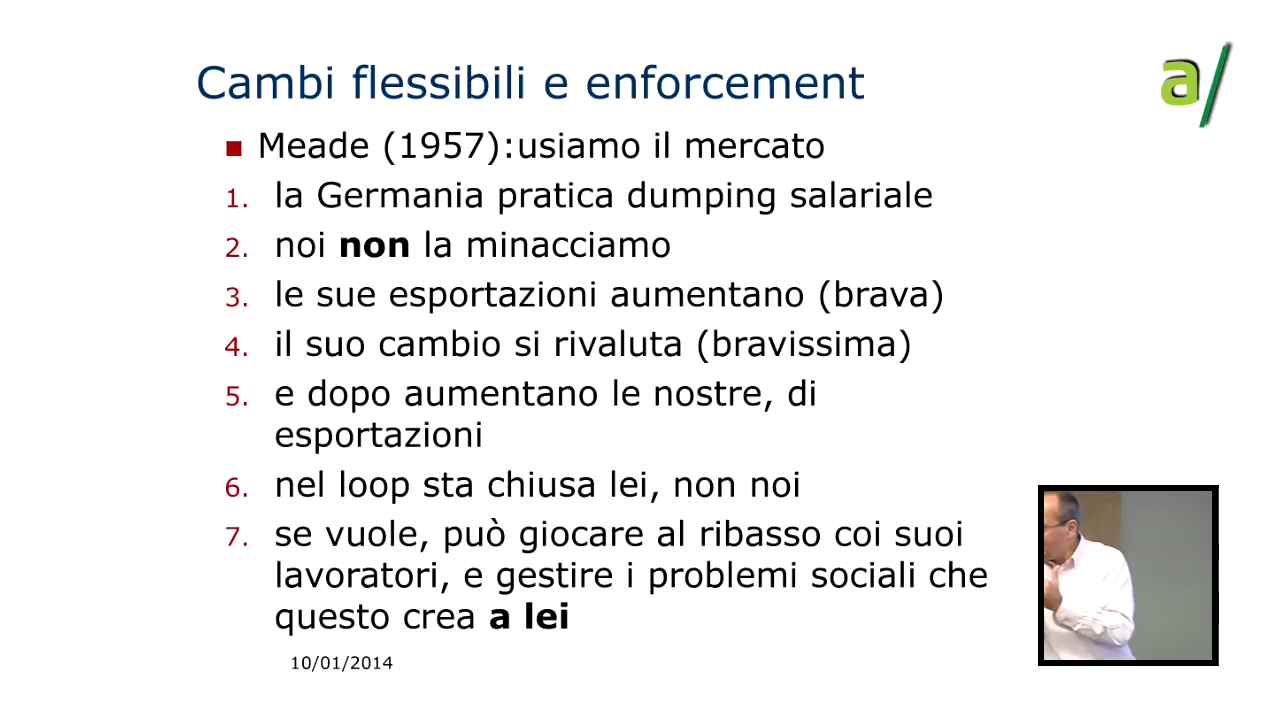 Cambi flessibili e enforcement
a/
Meade (1957):usiamo il mercato
1. la Germania pratica dumping salariale
2. noi non la minacciamo
3. le sue esportazioni aumentano (brava)
4. il suo cambio si rivaluta (bravissima)
5. e dopo aumentano le nostre, di
esportazioni
6. nel loop sta chiusa lei, non noi
7. se vuole, può giocare al ribasso coi suoi
lavoratori, e gestire i problemi sociali che
questo crea a lei
10/01/2014